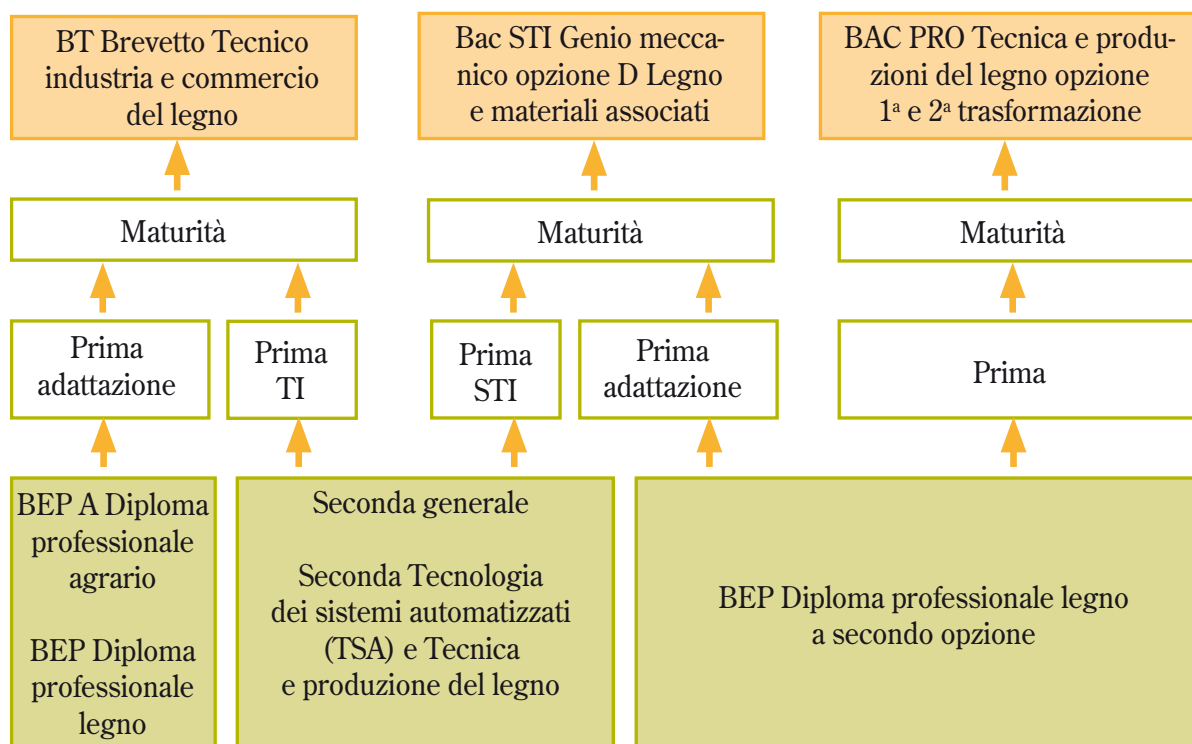 BT Brevetto Tecnico
industria e commercio
del legno
Bac STI Genio mecca-
nico opzione D Legno
e materiali associati
BAC PRO Tecnica e produ-
zioni del legno opzione
1ª e 2ª trasformazione
Maturità
Maturità
Maturità
Prima
adattazione
Prima
TI
Prima
STI
Prima
adattazione
Prima
BEP A Diploma
professionale
agrario
BEP Diploma
professionale
legno
Seconda generale
Seconda Tecnologia
dei sistemi automatizzati
(TSA) e Tecnica
e produzione del legno
BEP Diploma professionale legno
a secondo opzione